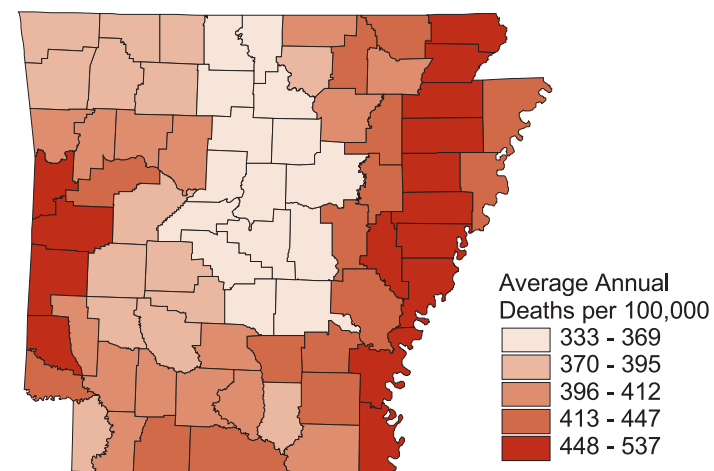 Average Annual
Deaths per 100,000
333 - 369
370 - 395
396 - 412
413 - 447
448 - 537